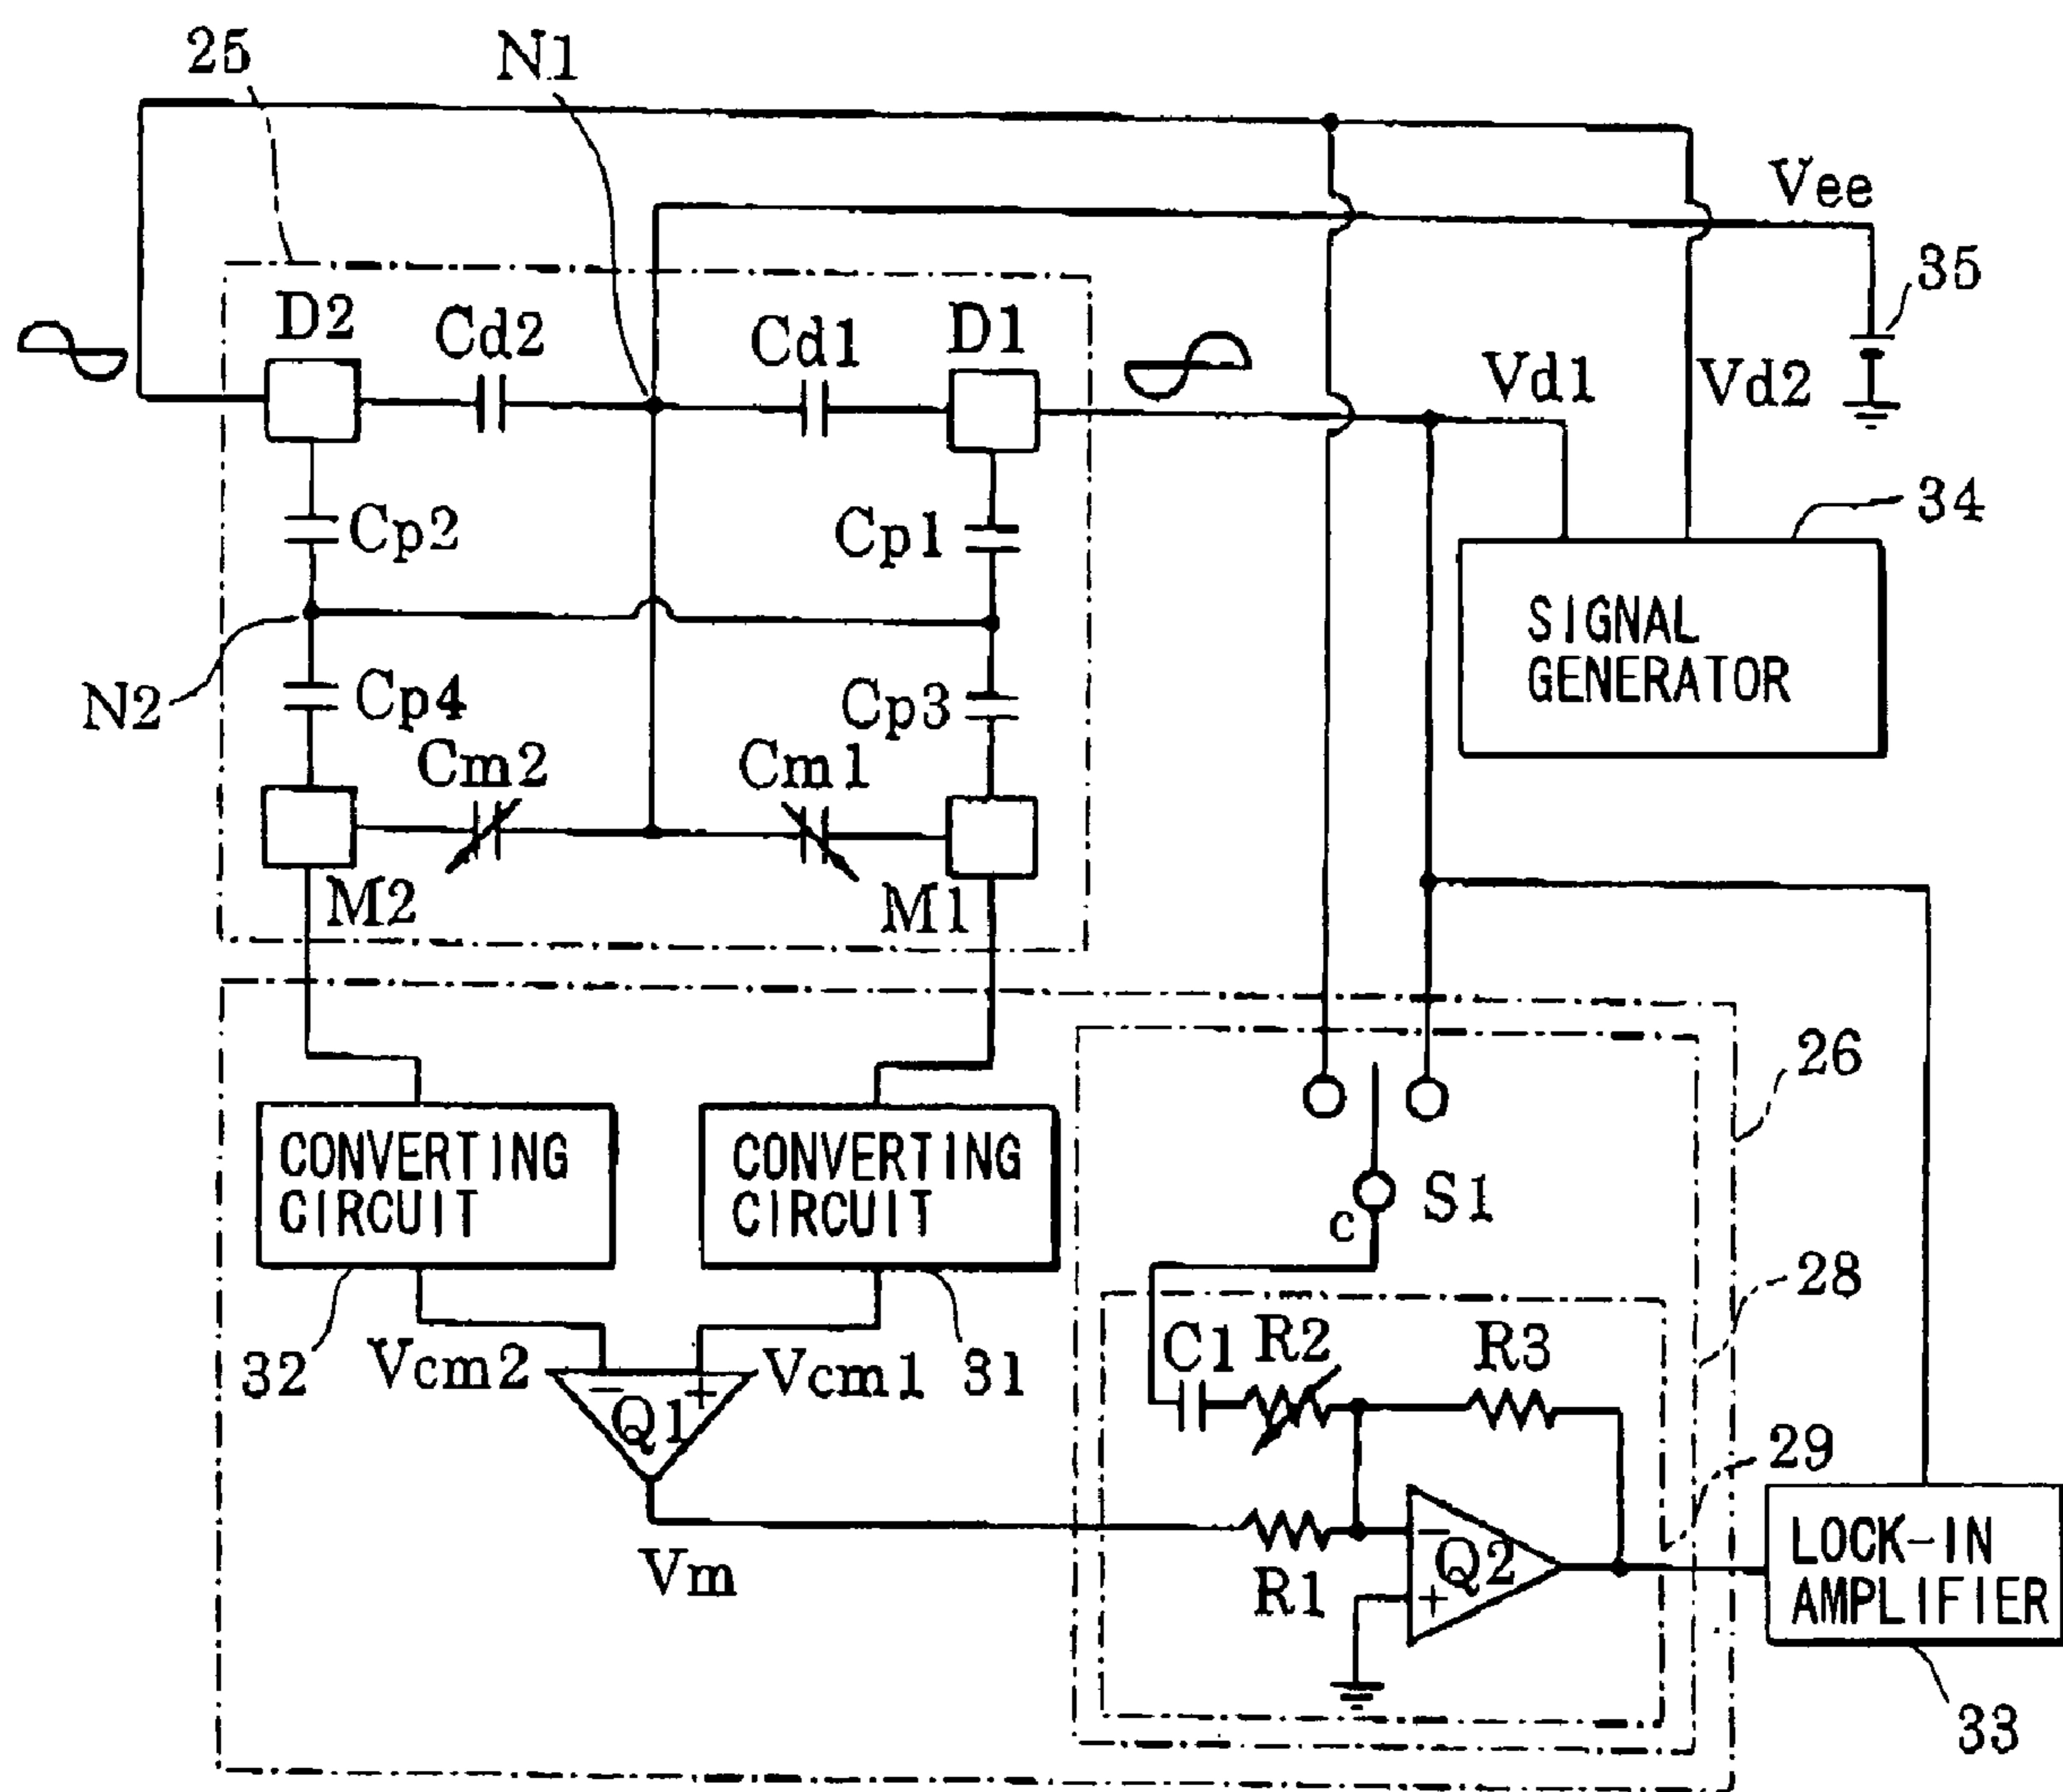 25
N1
Vee
35
D2
Cd2
Cd1
D1
Vd1
Vd2
Cp2
Cp1
34
SIGNAL
GENERATOR
N2
Cp4
Cp3
Cm2
Cm1
M2
M1
26
CONVERTING
CIRCUIT
CONVERTING
CIRCUIT
S1
c
28
32
Vcm2
Vcm1
31
C1
R2
R3
−
+
Q1
29
Vm
R1
−
Q2
+
LOCK-IN
AMPLIFIER
33